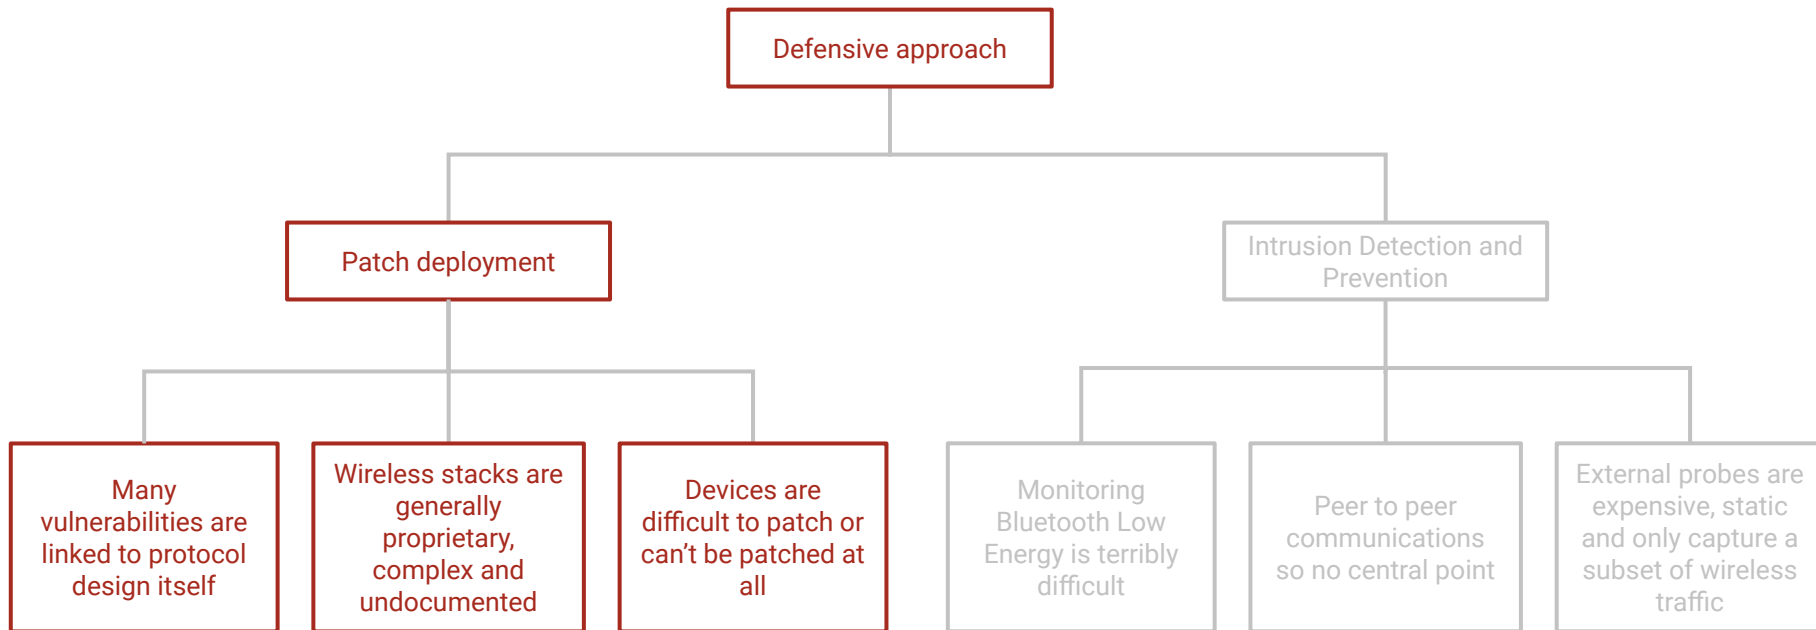 Defensive approach
Patch deployment
Intrusion Detection and
Prevention
Many
vulnerabilities are
linked to protocol
design itself
Wireless stacks are
generally
proprietary,
complex and
undocumented
Devices are
difficult to patch or
can’t be patched at
all
Monitoring
Bluetooth Low
Energy is terribly
difficult
Peer to peer
communications
so no central point
External probes are
expensive, static
and only capture a
subset of wireless
traffic